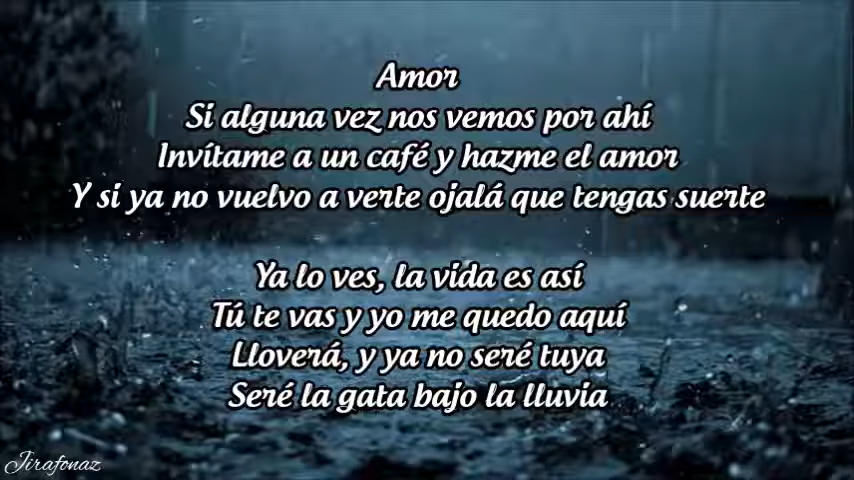 Amor
Si alguna vez nos vemos por ahí
Invítame a un café y hazme el amor
Y si ya no vuelvo a verte ojalá que tengas suerte
Ya lo ves, la vida es así
Tú te vas y yo me quedo aquí
Lloverá, y ya no seré tuya
Seré la gata bajo la lluvia
Jirafonaz